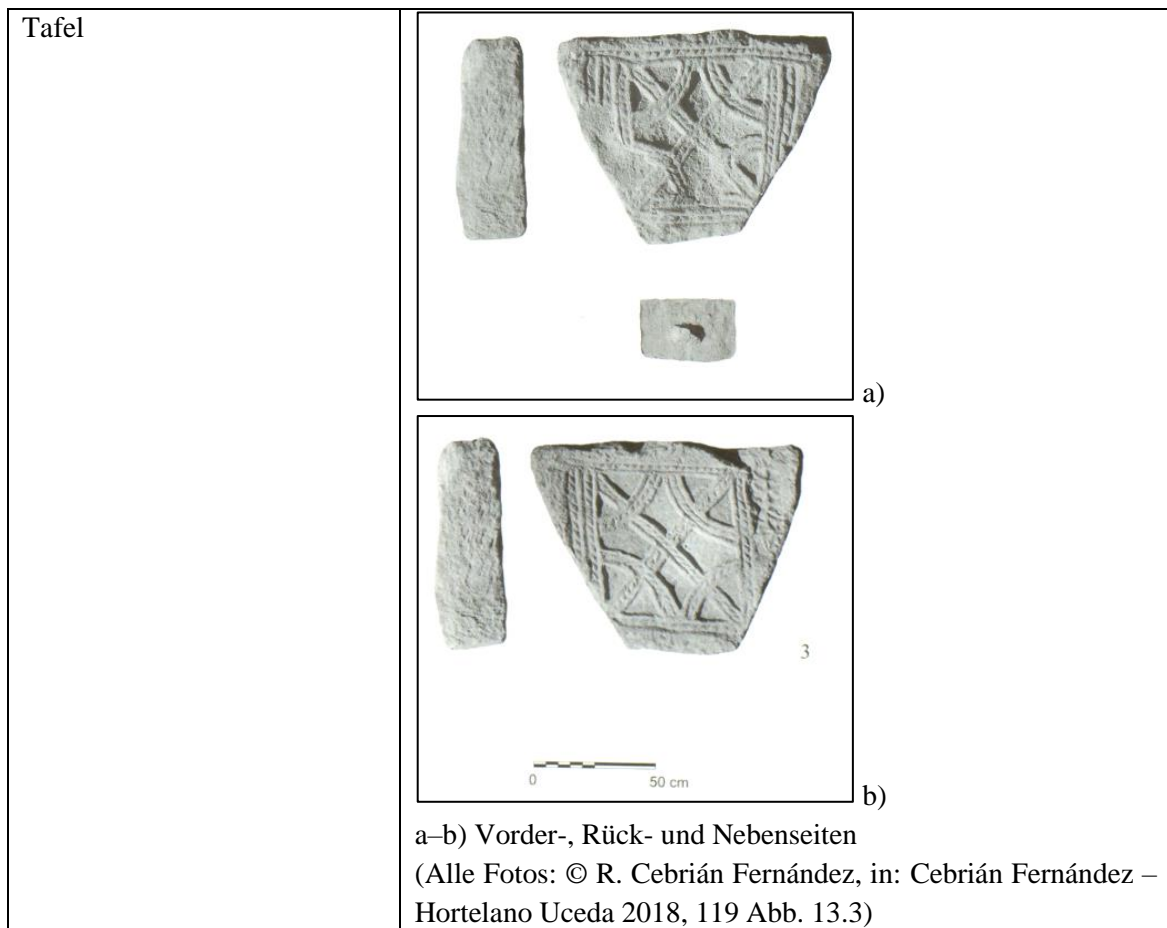 Tafel
a)
3
0 50 cm
b)
a–b) Vorder-, Rück- und Nebenseiten
(Alle Fotos: © R. Cebrián Fernández, in: Cebrián Fernández –
Hortelano Uceda 2018, 119 Abb. 13.3)